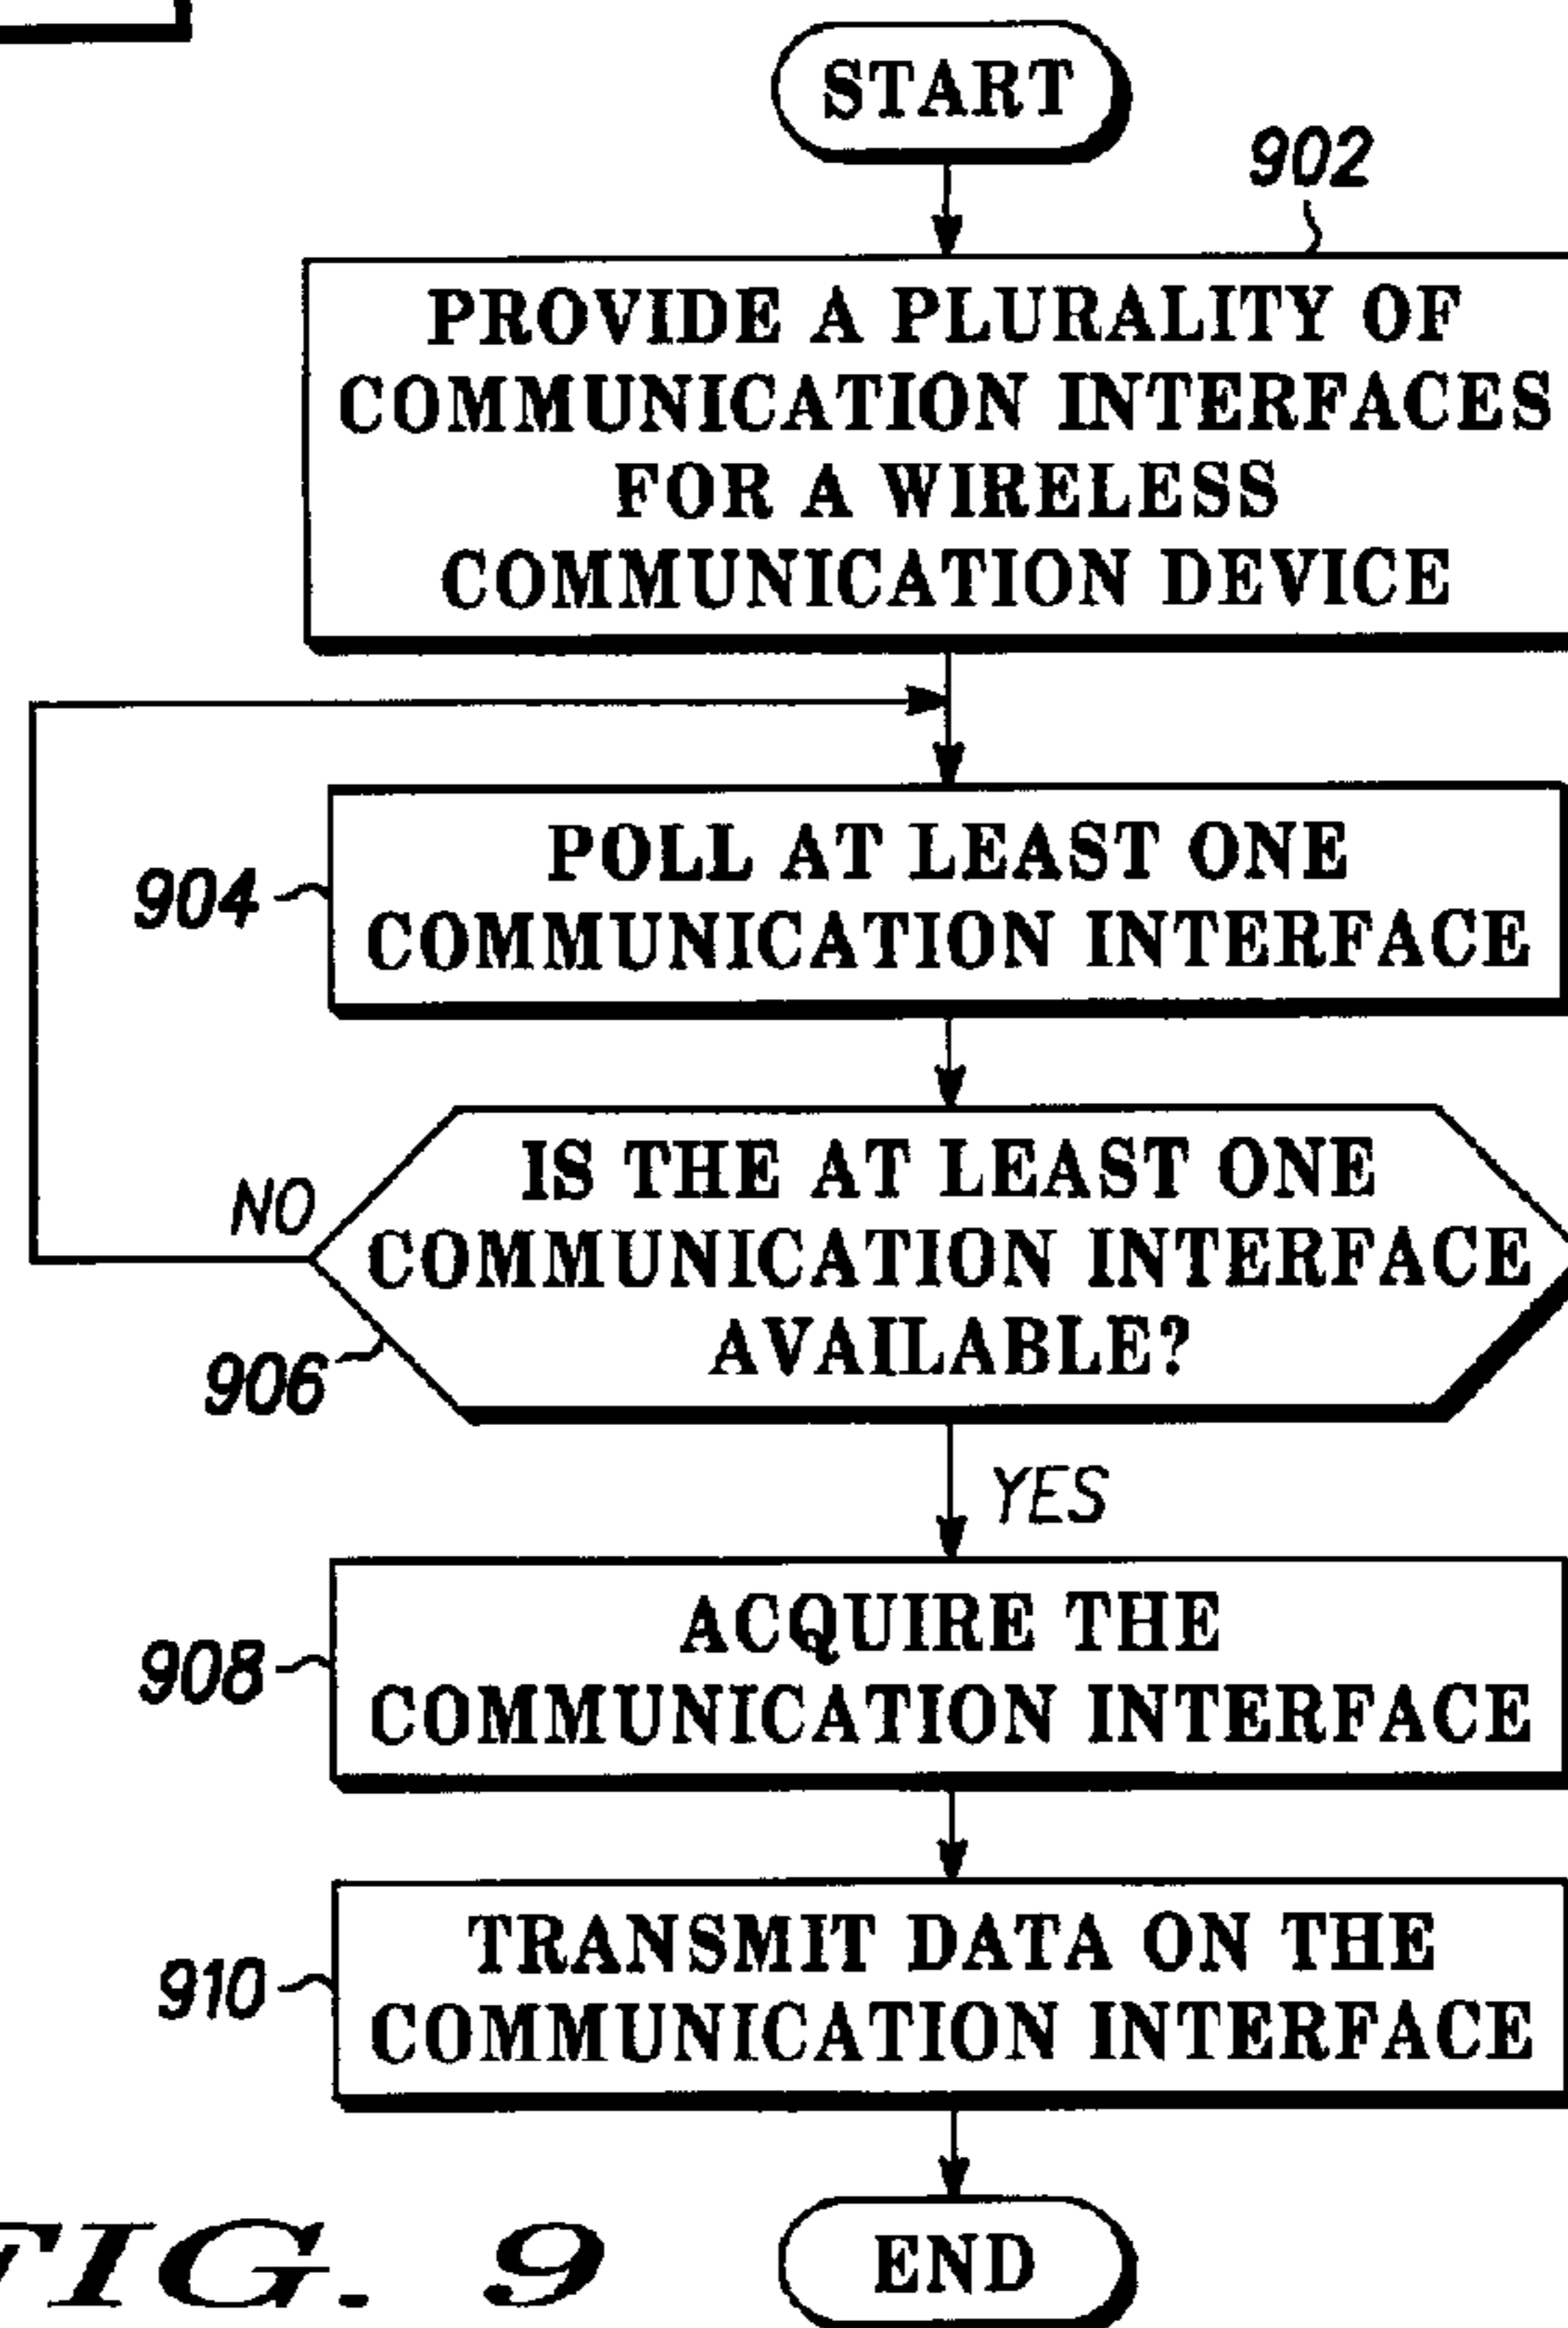 START
902
PROVIDE A PLURALITY OF
COMMUNICATION INTERFACES
FOR A WIRELESS
COMMUNICATION DEVICE
904
POLL AT LEAST ONE
COMMUNICATION INTERFACE
IS THE AT LEAST ONE
COMMUNICATION INTERFACE
AVAILABLE?
NO
906
YES
908
ACQUIRE THE
COMMUNICATION INTERFACE
910
TRANSMIT DATA ON THE
COMMUNICATION INTERFACE
END
FIG. 9